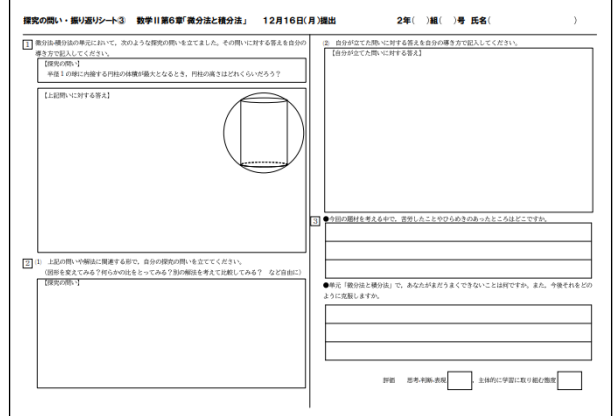 探究の問い・振り返りシート③　数学Ⅱ第6章「微分法と積分法」　12月16日(月)提出　2年(　)組(　)号 氏名(　)
1 微分法・積分法の単元において、次のような探究の問いを立てました。その問いに対する答えを自分の
導き方で記入してください。
【探究の問い】
半径1の球に内接する円柱の体積が最大となるとき、円柱の高さはどれくらいだろう？
【上記問いに対する答え】
2 (1) 上記の問いや解法に関連する形で、自分の探究の問いを立ててください。
(図形を変えてみる？何らかの比をとってみる？別の解法を考えて比較してみる？　など自由に)
【探究の問い】
(2) 自分が立てた問いに対する答えを自分の導き方で記入してください。
【自分が立てた問いに対する答え】
3 ●今回の題材を考える中で、苦労したことやひらめきのあったところはどこですか。
●単元「微分法と積分法」で、あなたがまだうまくできないことは何ですか。また、今後それをどの
ように克服しますか。
評価　思考・判断・表現　、主体的に学習に取り組む態度